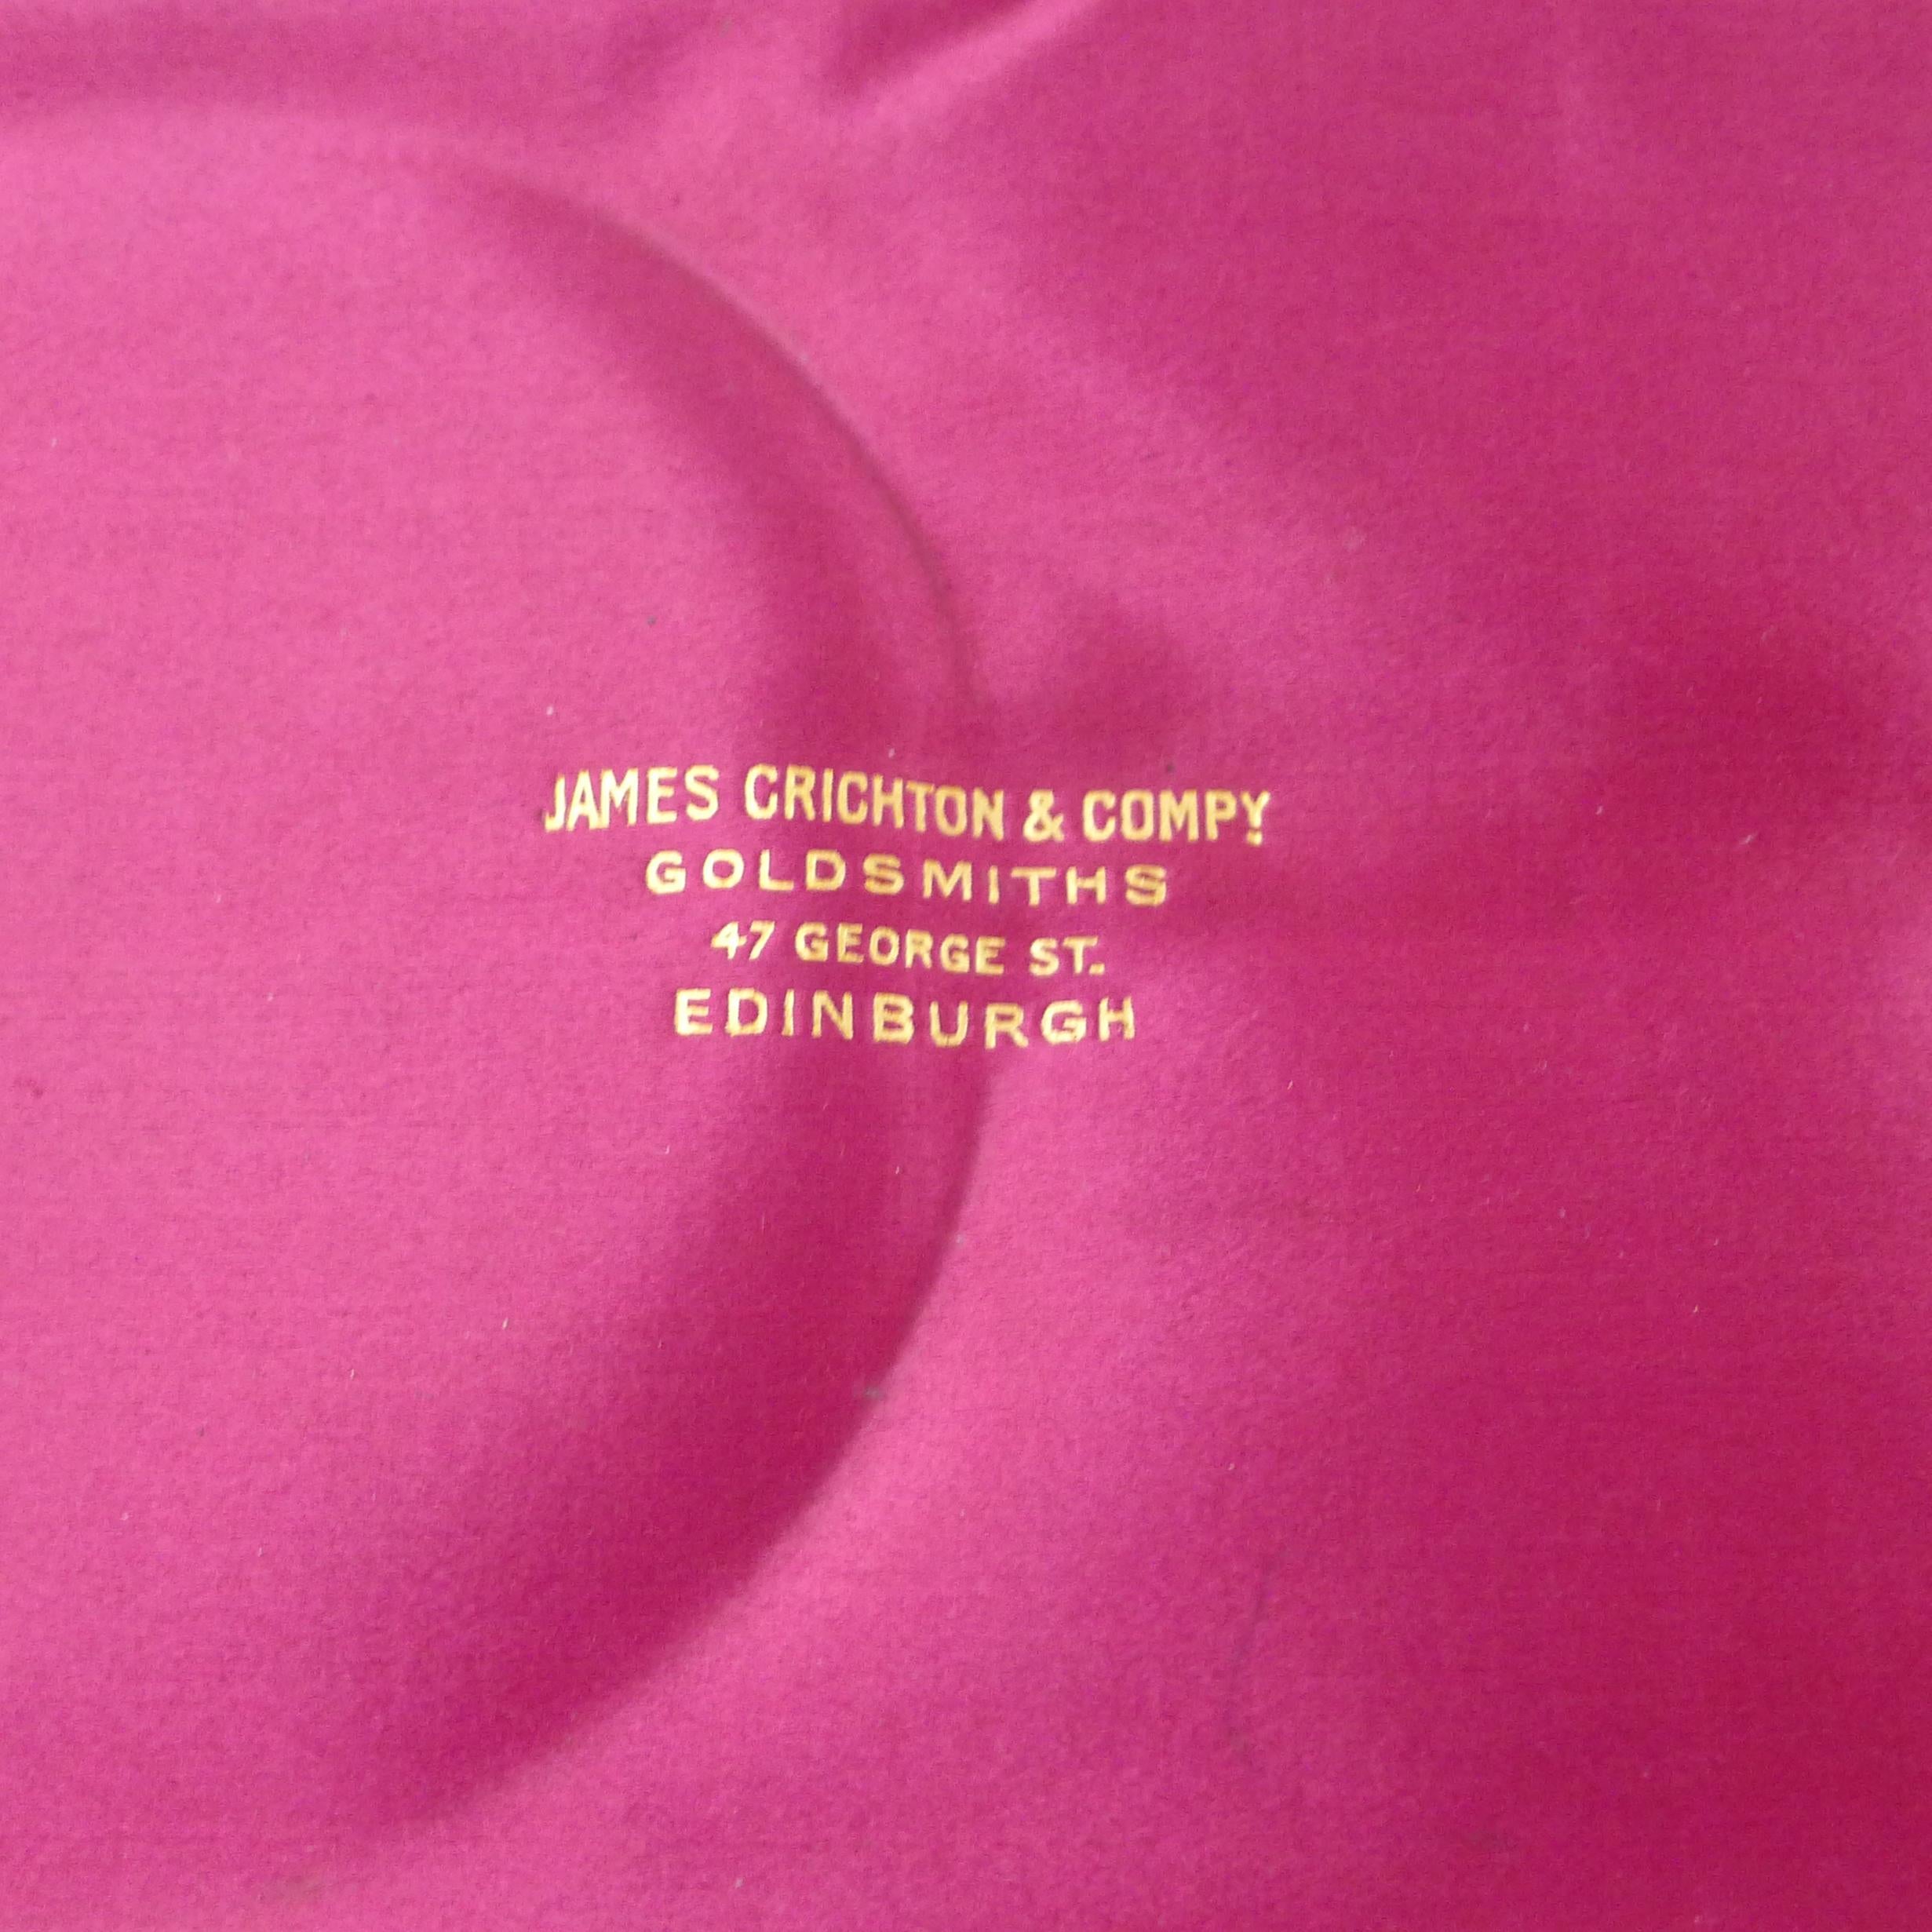 JAMES CRICHTON & COMPY
GOLDSMITHS
47 GEORGE ST.
EDINBURGH